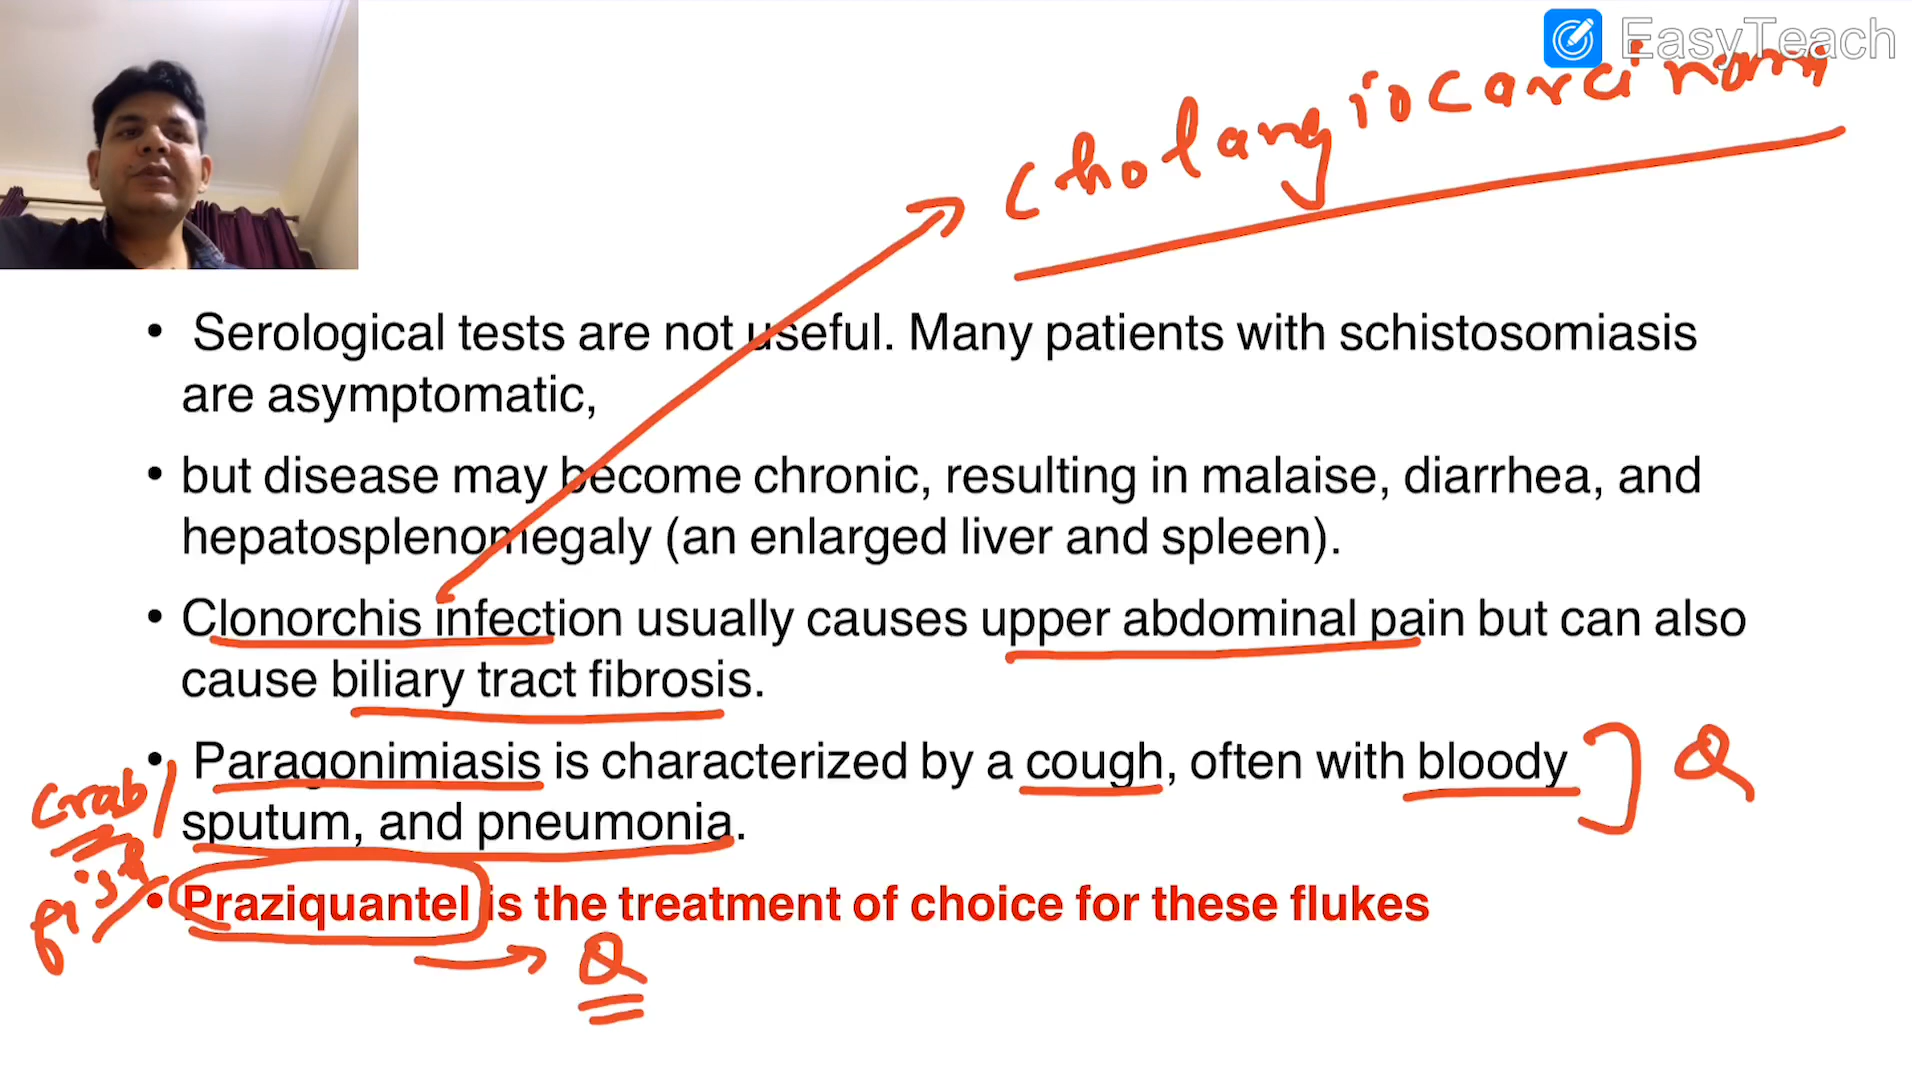 EasyTeach
cholangiocarcinoma
• Serological tests are not useful. Many patients with schistosomiasis
are asymptomatic,
• but disease may become chronic, resulting in malaise, diarrhea, and
hepatosplenomegaly (an enlarged liver and spleen).
• Clonorchis infection usually causes upper abdominal pain but can also
cause biliary tract fibrosis.
• Paragonimiasis is characterized by a cough, often with bloody
sputum, and pneumonia.
Q
crab/
fish
• Praziquantel is the treatment of choice for these flukes
Q